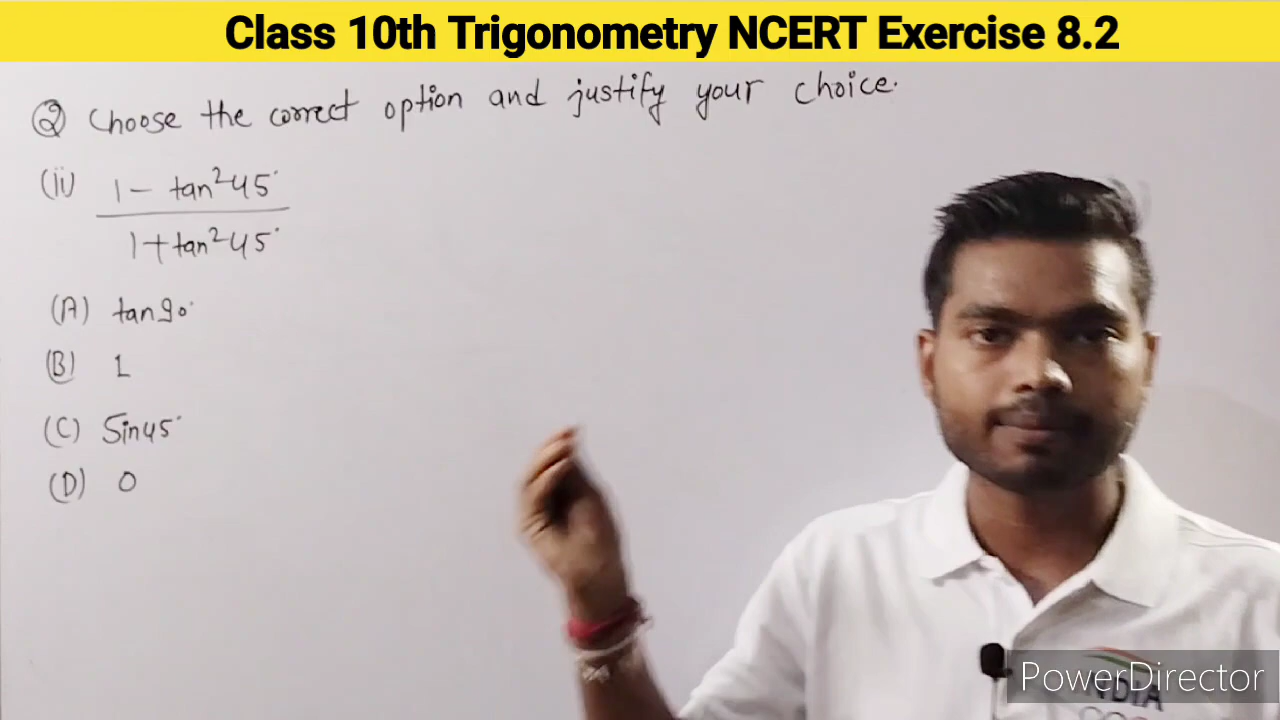 Class 10th Trigonometry NCERT Exercise 8.2
Q Choose the correct option and justify your choice.
(ii) 1 - tan²45°
1 + tan²45°
(A) tan90°
(B) 1
(C) Sin45°
(D) 0
INDIA
PowerDirector